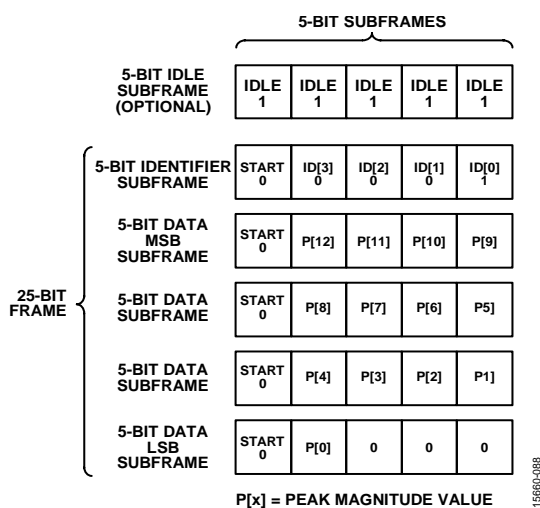 5-BIT SUBFRAMES
5-BIT IDLE
SUBFRAME
(OPTIONAL)
IDLE IDLE IDLE IDLE IDLE
1 1 1 1 1
25-BIT
FRAME
5-BIT IDENTIFIER
SUBFRAME
START ID[3] ID[2] ID[1] ID[0]
0 0 0 0 1
5-BIT DATA
MSB
SUBFRAME
START
0 P[12] P[11] P[10] P[9]
5-BIT DATA
SUBFRAME
START
0 P[8] P[7] P[6] P5]
5-BIT DATA
SUBFRAME
START
0 P[4] P[3] P[2] P1]
5-BIT DATA
LSB
SUBFRAME
START
0 P[0] 0 0 0
P[x] = PEAK MAGNITUDE VALUE
15660-088